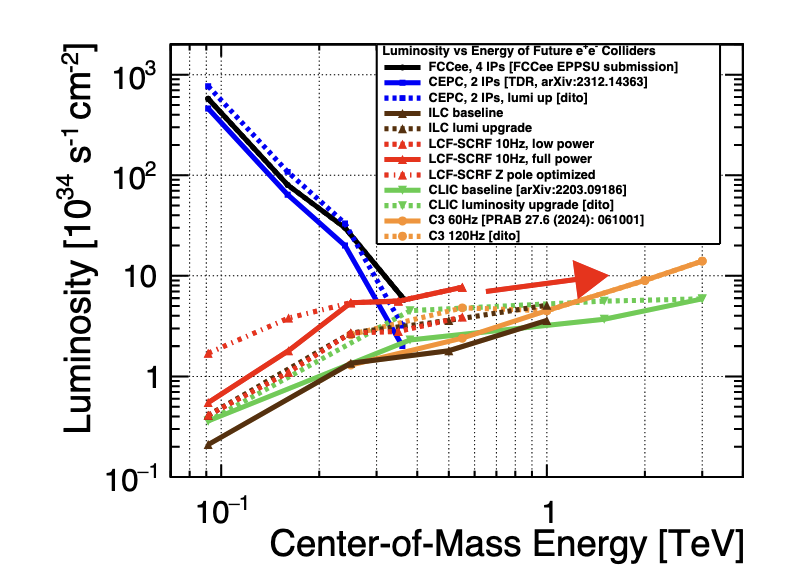 Luminosity vs Energy of Future e⁺e⁻ Colliders
FCCee, 4 IPs [FCCee EPPSU submission]
CEPC, 2 IPs [TDR, arXiv:2312.14363]
CEPC, 2 IPs, lumi up [dito]
ILC baseline
ILC lumi upgrade
LCF-SCRF 10Hz, low power
LCF-SCRF 10Hz, full power
LCF-SCRF Z pole optimized
CLIC baseline [arXiv:2203.09186]
CLIC luminosity upgrade [dito]
C3 60Hz [PRAB 27.6 (2024): 061001]
C3 120Hz [dito]
Luminosity [10³⁴ s⁻¹ cm⁻²]
10³
10²
10
1
10⁻¹
10⁻¹
1
Center-of-Mass Energy [TeV]